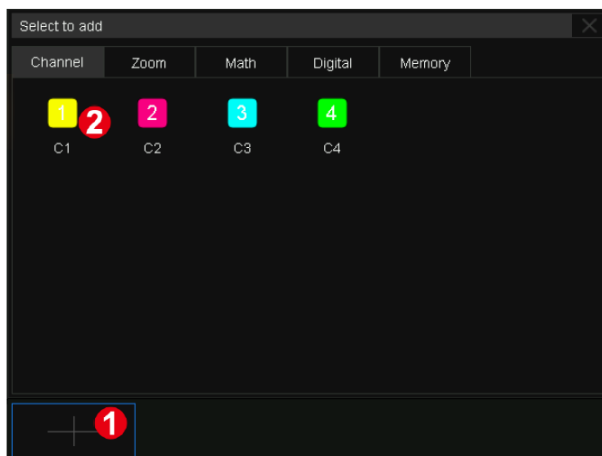 Select to add
Channel Zoom Math Digital Memory
1 2 2 3 4
C1 C2 C3 C4
1